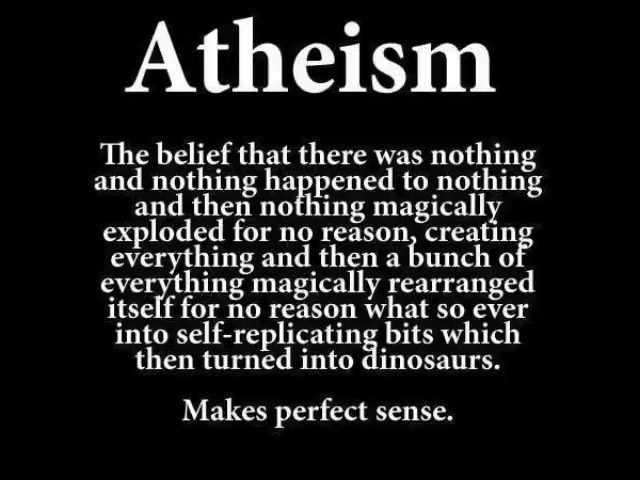 Atheism
The belief that there was nothing
and nothing happened to nothing
and then nothing magically
exploded for no reason, creating
everything and then a bunch of
everything magically rearranged
itself for no reason what so ever
into self-replicating bits which
then turned into dinosaurs.
Makes perfect sense.